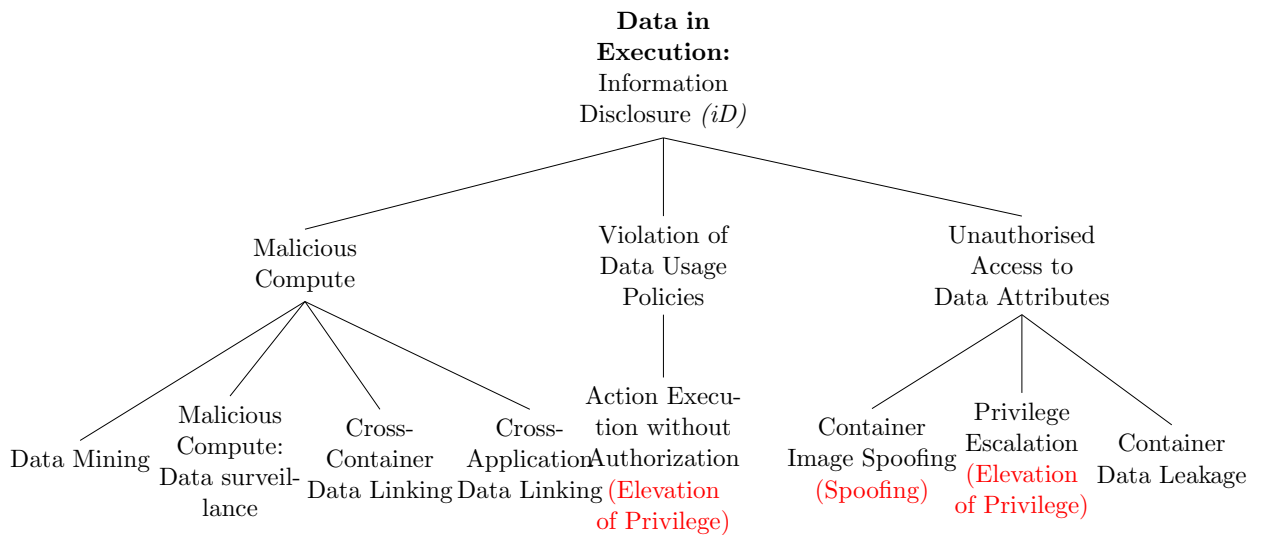 Data in
Execution:
Information
Disclosure (iD)
Malicious
Compute
Violation of
Data Usage
Policies
Unauthorised
Access to
Data Attributes
Data Mining
Malicious
Compute:
Data surveil-
lance
Cross-
Container
Data Linking
Cross-
Application
Data Linking
Action Execu-
tion without
Authorization
(Elevation
of Privilege)
Container
Image Spoofing
(Spoofing)
Privilege
Escalation
(Elevation
of Privilege)
Container
Data Leakage